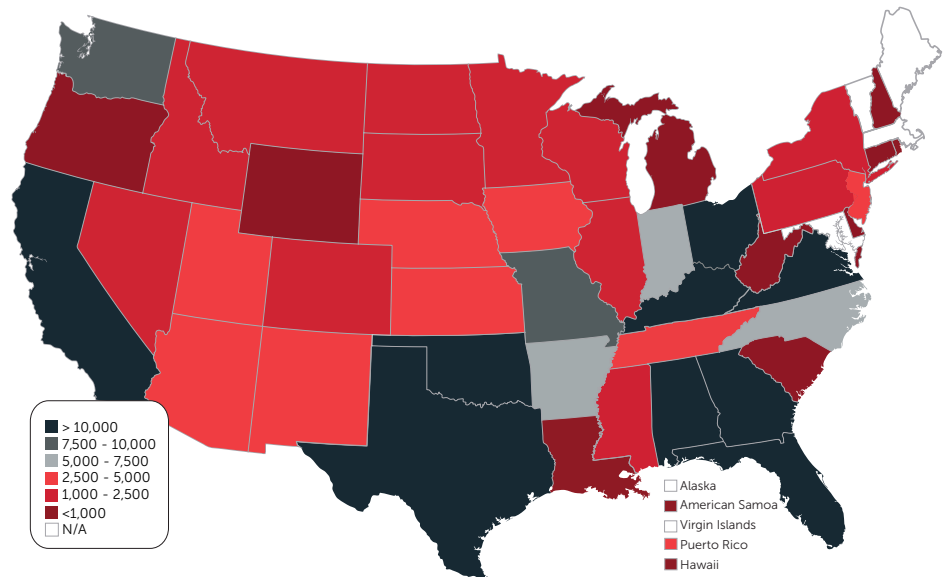 > 10,000
7,500 - 10,000
5,000 - 7,500
2,500 - 5,000
1,000 - 2,500
<1,000
N/A
Alaska
American Samoa
Virgin Islands
Puerto Rico
Hawaii